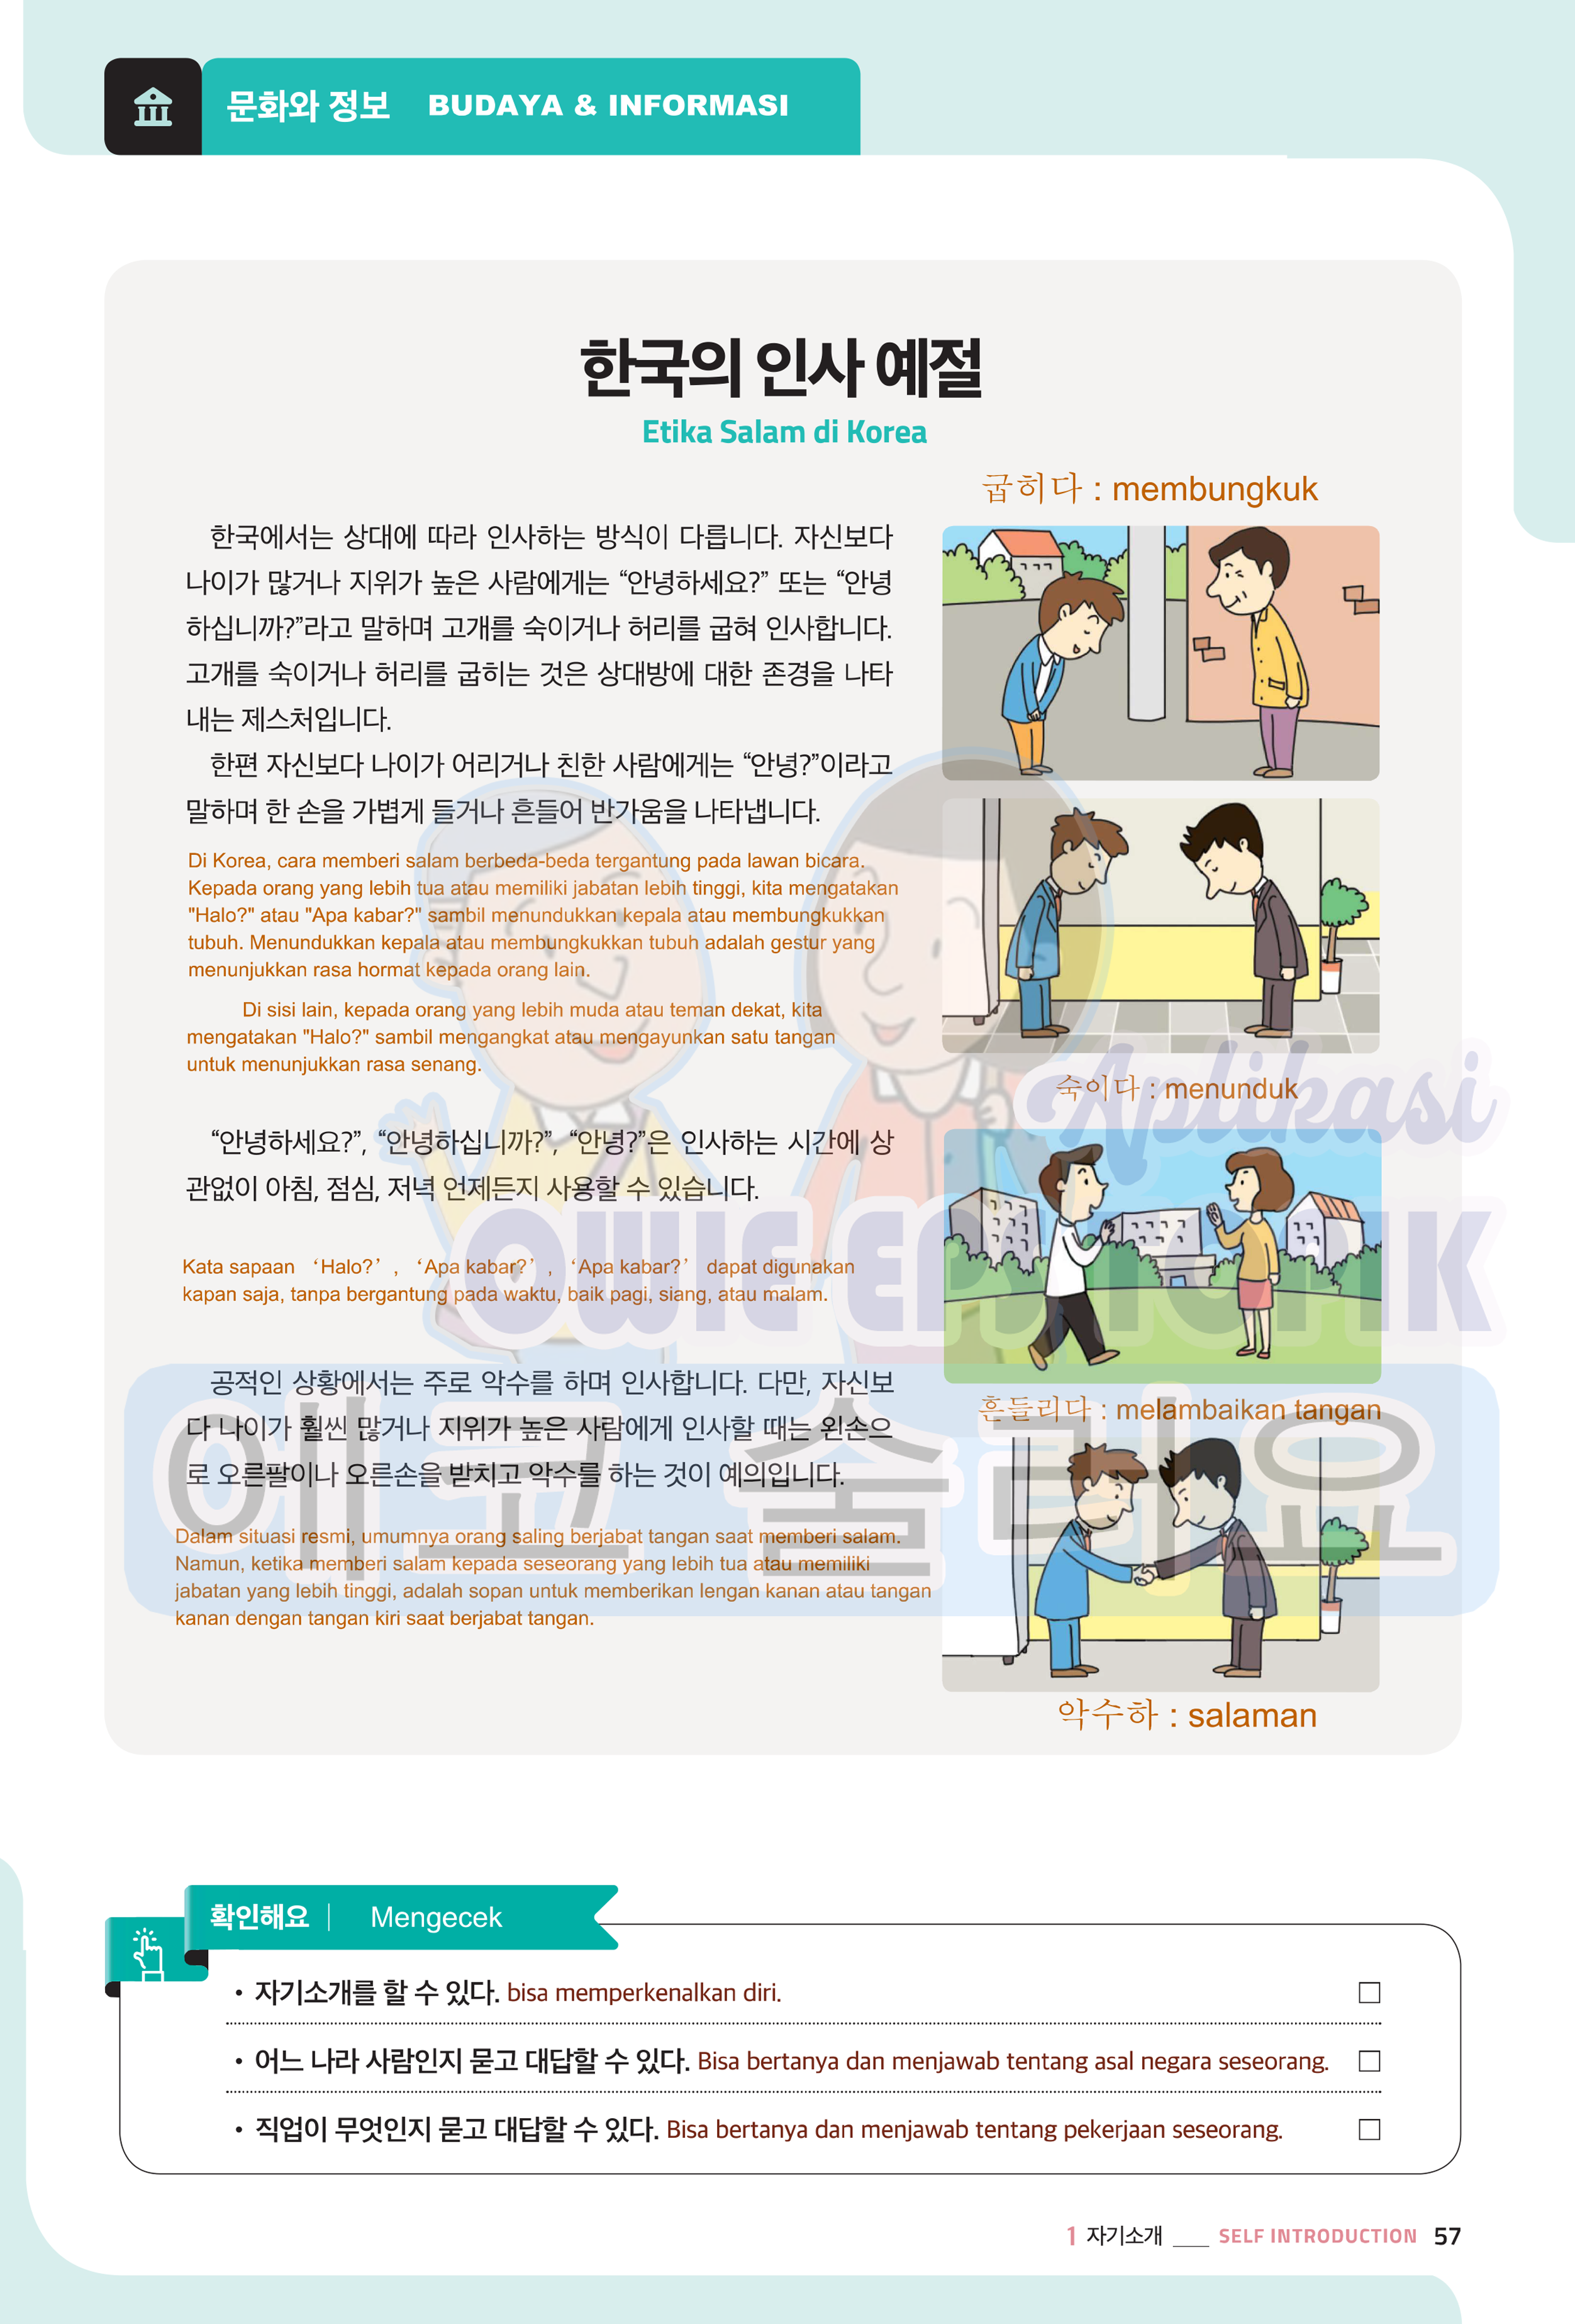 문화와 정보 BUDAYA & INFORMASI
한국의 인사 예절
Etika Salam di Korea
굽히다 : membungkuk
한국에서는 상대에 따라 인사하는 방식이 다릅니다. 자신보다
나이가 많거나 지위가 높은 사람에게는 “안녕하세요?” 또는 “안녕
하십니까?”라고 말하며 고개를 숙이거나 허리를 굽혀 인사합니다.
고개를 숙이거나 허리를 굽히는 것은 상대방에 대한 존경을 나타
내는 제스처입니다.
한편 자신보다 나이가 어리거나 친한 사람에게는 “안녕?”이라고
말하며 한 손을 가볍게 들거나 흔들어 반가움을 나타냅니다.
Di Korea, cara memberi salam berbeda-beda tergantung pada lawan bicara.
Kepada orang yang lebih tua atau memiliki jabatan lebih tinggi, kita mengatakan
"Halo?" atau "Apa kabar?" sambil menundukkan kepala atau membungkukkan
tubuh. Menundukkan kepala atau membungkukkan tubuh adalah gestur yang
menunjukkan rasa hormat kepada orang lain.
Di sisi lain, kepada orang yang lebih muda atau teman dekat, kita
mengatakan "Halo?" sambil mengangkat atau mengayunkan satu tangan
untuk menunjukkan rasa senang.
숙이다 : menunduk
Aplikasi
OWIE EPSTOPIK
“안녕하세요?”, “안녕하십니까?”, “안녕?”은 인사하는 시간에 상
관없이 아침, 점심, 저녁 언제든지 사용할 수 있습니다.
Kata sapaan ‘Halo?’ , ‘Apa kabar?’ , ‘Apa kabar?’ dapat digunakan
kapan saja, tanpa bergantung pada waktu, baik pagi, siang, atau malam.
공적인 상황에서는 주로 악수를 하며 인사합니다. 다만, 자신보
다 나이가 훨씬 많거나 지위가 높은 사람에게 인사할 때는 왼손으
로 오른팔이나 오른손을 받치고 악수를 하는 것이 예의입니다.
흔들리다 : melambaikan tangan
에코 술리요
Dalam situasi resmi, umumnya orang saling berjabat tangan saat memberi salam.
Namun, ketika memberi salam kepada seseorang yang lebih tua atau memiliki
jabatan yang lebih tinggi, adalah sopan untuk memberikan lengan kanan atau tangan
kanan dengan tangan kiri saat berjabat tangan.
악수하 : salaman
확인해요 | Mengecek
• 자기소개를 할 수 있다. bisa memperkenalkan diri. □
• 어느 나라 사람인지 묻고 대답할 수 있다. Bisa bertanya dan menjawab tentang asal negara seseorang. □
• 직업이 무엇인지 묻고 대답할 수 있다. Bisa bertanya dan menjawab tentang pekerjaan seseorang. □
1 자기소개 ___ SELF INTRODUCTION 57